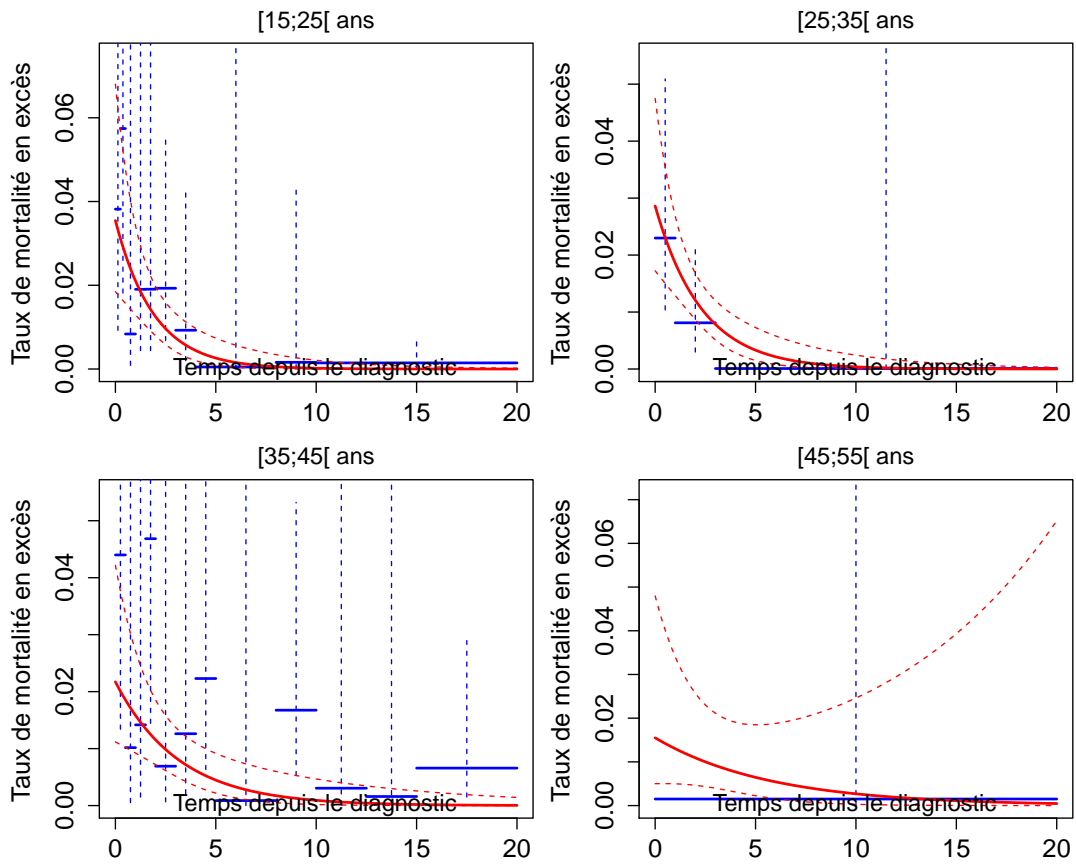 [15;25[ ans
Taux de mortalité en excès
0.00 0.02 0.04 0.06
Temps depuis le diagnostic
0 5 10 15 20
[25;35[ ans
Taux de mortalité en excès
0.00 0.02 0.04
Temps depuis le diagnostic
0 5 10 15 20
[35;45[ ans
Taux de mortalité en excès
0.00 0.02 0.04
Temps depuis le diagnostic
0 5 10 15 20
[45;55[ ans
Taux de mortalité en excès
0.00 0.02 0.04 0.06
Temps depuis le diagnostic
0 5 10 15 20